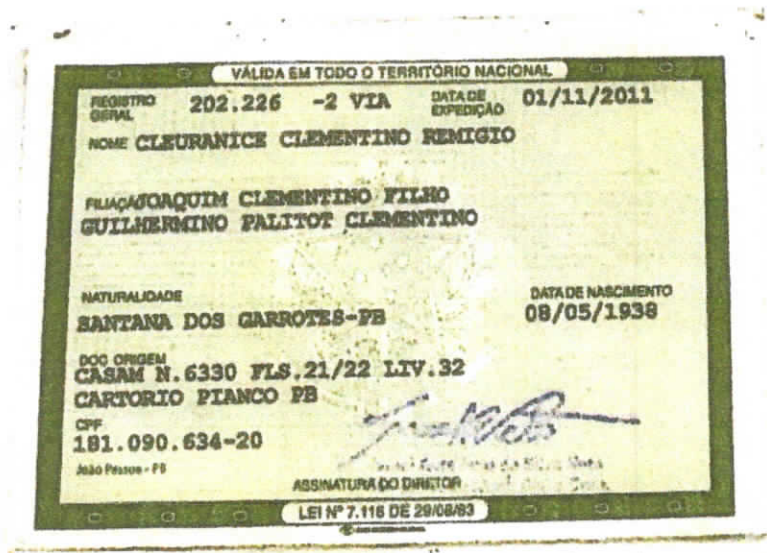 VÁLIDA EM TODO O TERRITÓRIO NACIONAL
REGISTRO GERAL 202.226 -2 VIA DATA DE EXPEDIÇÃO 01/11/2011
NOME CLEURANICE CLEMENTINO REMIGIO
FILIAÇÃO JOAQUIM CLEMENTINO FILHO
GUILHERMINO PALITOT CLEMENTINO
NATURALIDADE DATA DE NASCIMENTO
SANTANA DOS GARROTES-PB 08/05/1938
DOC ORIGEM
CASAM N.6330 FLS.21/22 LIV.32
CARTORIO PIANCO PB
CPF
181.090.634-20
João Pessoa - PB
ASSINATURA DO DIRETOR
LEI Nº 7.116 DE 29/08/83